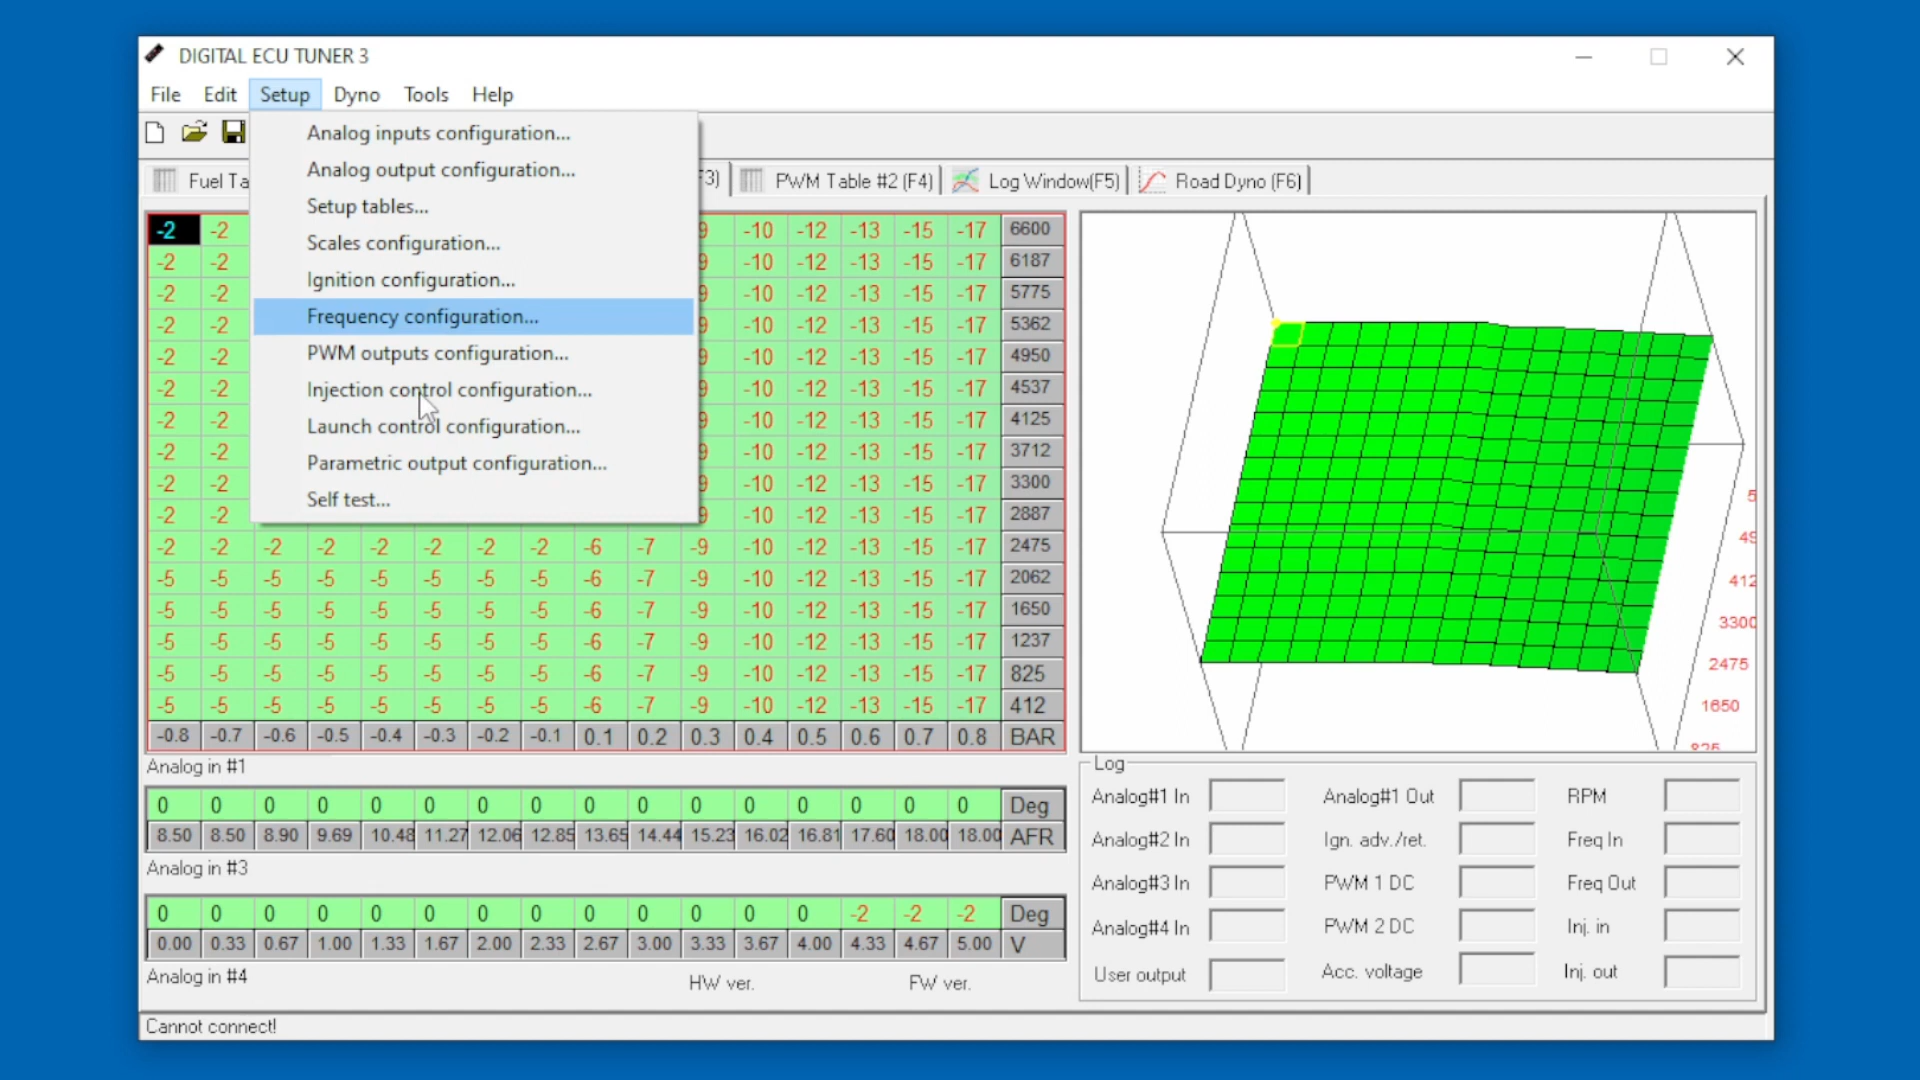 DIGITAL ECU TUNER 3
File Edit Setup Dyno Tools Help
Analog inputs configuration...
Analog output configuration...
Setup tables...
Scales configuration...
Ignition configuration...
Frequency configuration...
PWM outputs configuration...
Injection control configuration...
Launch control configuration...
Parametric output configuration...
Self test...
Fuel Ta
F3)
PWM Table #2 (F4)
Log Window(F5)
Road Dyno (F6)
-2 -2 9 -10 -12 -13 -15 -17 6600
-2 -2 9 -10 -12 -13 -15 -17 6187
-2 -2 9 -10 -12 -13 -15 -17 5775
-2 -2 9 -10 -12 -13 -15 -17 5362
-2 -2 9 -10 -12 -13 -15 -17 4950
-2 -2 9 -10 -12 -13 -15 -17 4537
-2 -2 9 -10 -12 -13 -15 -17 4125
-2 -2 9 -10 -12 -13 -15 -17 3712
-2 -2 9 -10 -12 -13 -15 -17 3300
-2 -2 9 -10 -12 -13 -15 -17 2887
-2 -2 -2 -2 -2 -2 -2 -2 -6 -7 -9 -10 -12 -13 -15 -17 2475
-5 -5 -5 -5 -5 -5 -5 -5 -6 -7 -9 -10 -12 -13 -15 -17 2062
-5 -5 -5 -5 -5 -5 -5 -5 -6 -7 -9 -10 -12 -13 -15 -17 1650
-5 -5 -5 -5 -5 -5 -5 -5 -6 -7 -9 -10 -12 -13 -15 -17 1237
-5 -5 -5 -5 -5 -5 -5 -5 -6 -7 -9 -10 -12 -13 -15 -17 825
-5 -5 -5 -5 -5 -5 -5 -5 -6 -7 -9 -10 -12 -13 -15 -17 412
-0.8 -0.7 -0.6 -0.5 -0.4 -0.3 -0.2 -0.1 0.1 0.2 0.3 0.4 0.5 0.6 0.7 0.8 BAR
Analog in #1
0 0 0 0 0 0 0 0 0 0 0 0 0 0 0 0 Deg
8.50 8.50 8.90 9.69 10.48 11.27 12.06 12.85 13.65 14.44 15.23 16.02 16.81 17.60 18.00 18.00 AFR
Analog in #3
0 0 0 0 0 0 0 0 0 0 0 0 0 -2 -2 -2 Deg
0.00 0.33 0.67 1.00 1.33 1.67 2.00 2.33 2.67 3.00 3.33 3.67 4.00 4.33 4.67 5.00 V
Analog in #4
HW ver. FW ver.
5
49
412
3300
2475
1650
825
Log
Analog#1 In Analog#1 Out RPM
Analog#2 In Ign. adv./ret. Freq In
Analog#3 In PWM 1 DC Freq Out
Analog#4 In PWM 2 DC Inj. in
User output Acc. voltage Inj. out
Cannot connect!